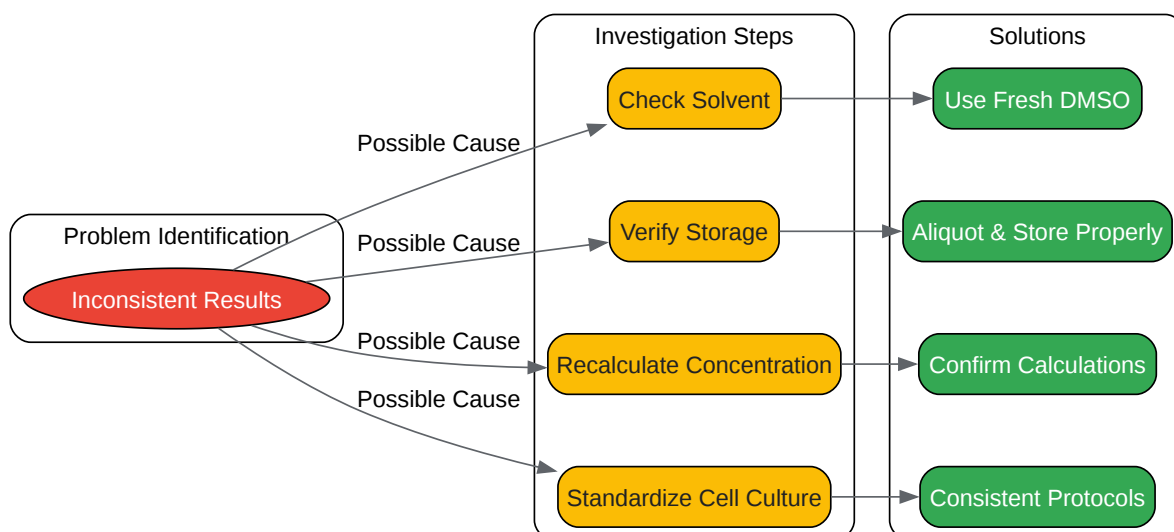 Problem Identification
Inconsistent Results
Possible Cause
Possible Cause
Possible Cause
Possible Cause
Investigation Steps
Check Solvent
Verify Storage
Recalculate Concentration
Standardize Cell Culture
Solutions
Use Fresh DMSO
Aliquot & Store Properly
Confirm Calculations
Consistent Protocols